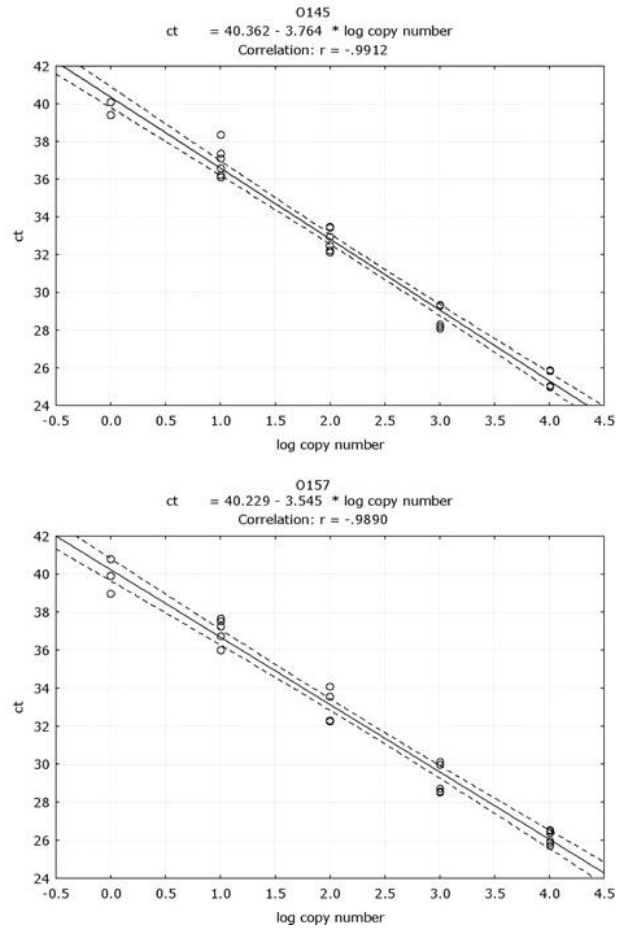 O145
ct = 40.362 - 3.764 * log copy number
Correlation: r = -.9912
42
40
38
36
34
32
30
28
26
24
ct
-0.5 0.0 0.5 1.0 1.5 2.0 2.5 3.0 3.5 4.0 4.5
log copy number
O157
ct = 40.229 - 3.545 * log copy number
Correlation: r = -.9890
42
40
38
36
34
32
30
28
26
24
ct
-0.5 0.0 0.5 1.0 1.5 2.0 2.5 3.0 3.5 4.0 4.5
log copy number